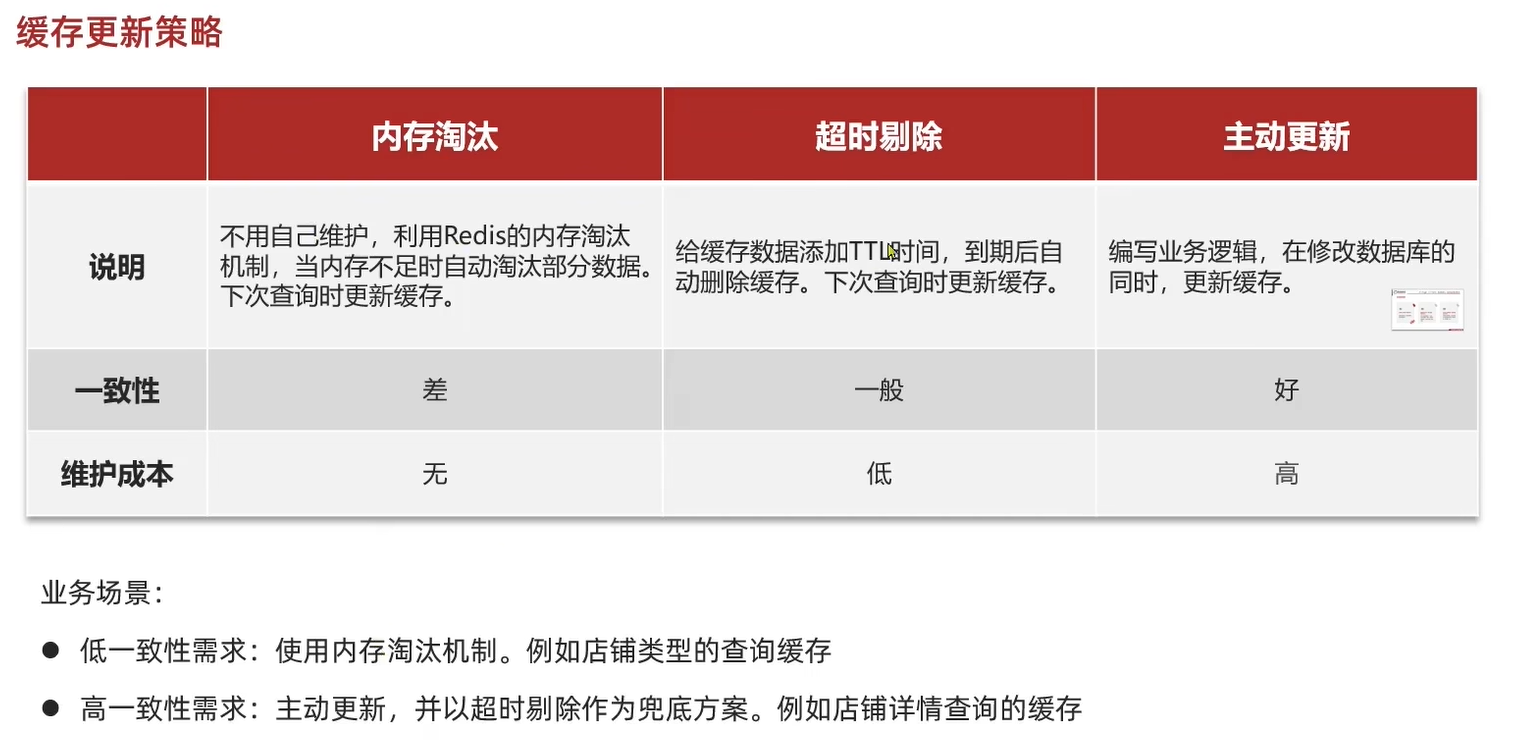 缓存更新策略
内存淘汰
超时剔除
主动更新
说明
不用自己维护，利用Redis的内存淘汰
机制，当内存不足时自动淘汰部分数据。
下次查询时更新缓存。
给缓存数据添加TTL时间，到期后自
动删除缓存。下次查询时更新缓存。
编写业务逻辑，在修改数据库的
同时，更新缓存。
一致性
差
一般
好
维护成本
无
低
高
业务场景：
● 低一致性需求：使用内存淘汰机制。例如店铺类型的查询缓存
● 高一致性需求：主动更新，并以超时剔除作为兜底方案。例如店铺详情查询的缓存